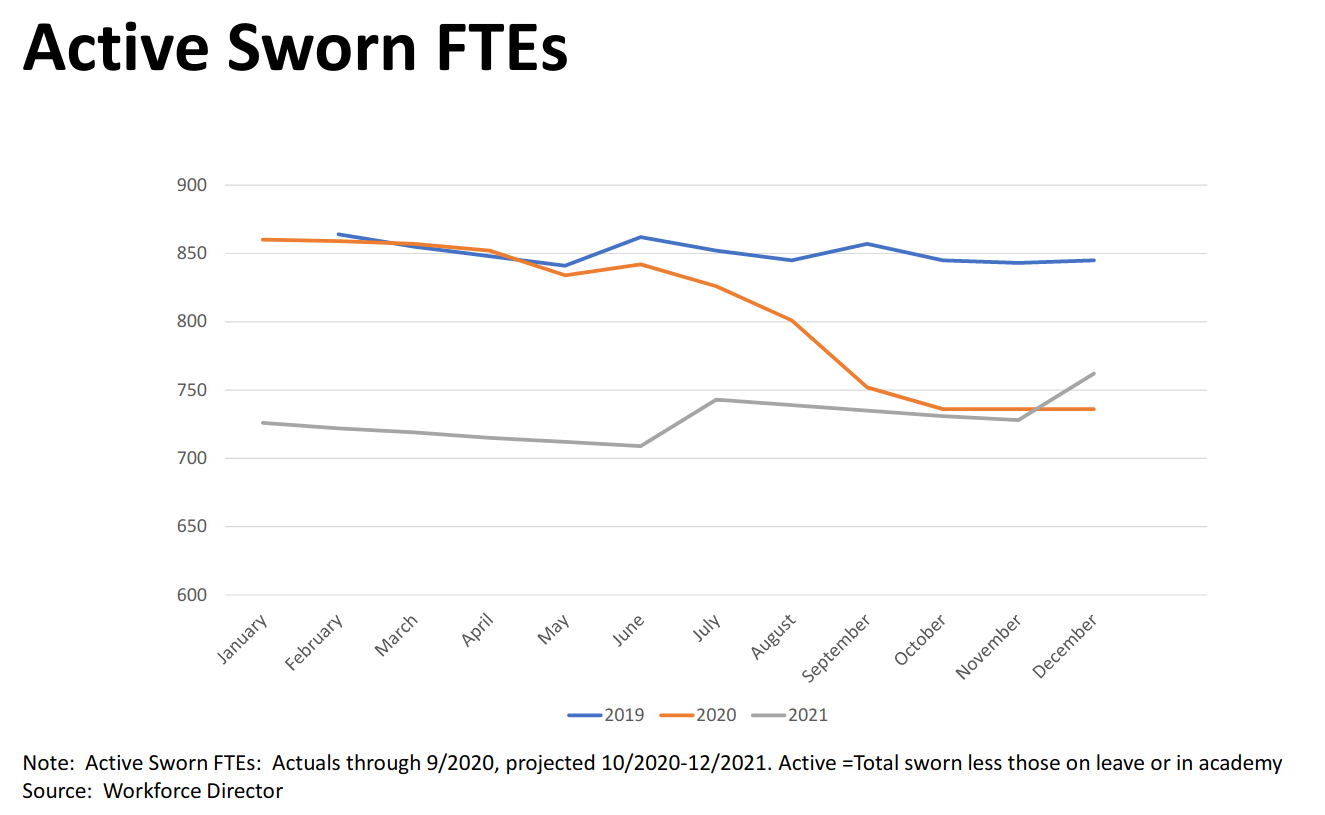 Active Sworn FTEs
900
850
800
750
700
650
600
January
February
March
April
May
June
July
August
September
October
November
December
2019 2020 2021
Note:  Active Sworn FTEs:  Actuals through 9/2020, projected 10/2020-12/2021. Active =Total sworn less those on leave or in academy
Source:  Workforce Director